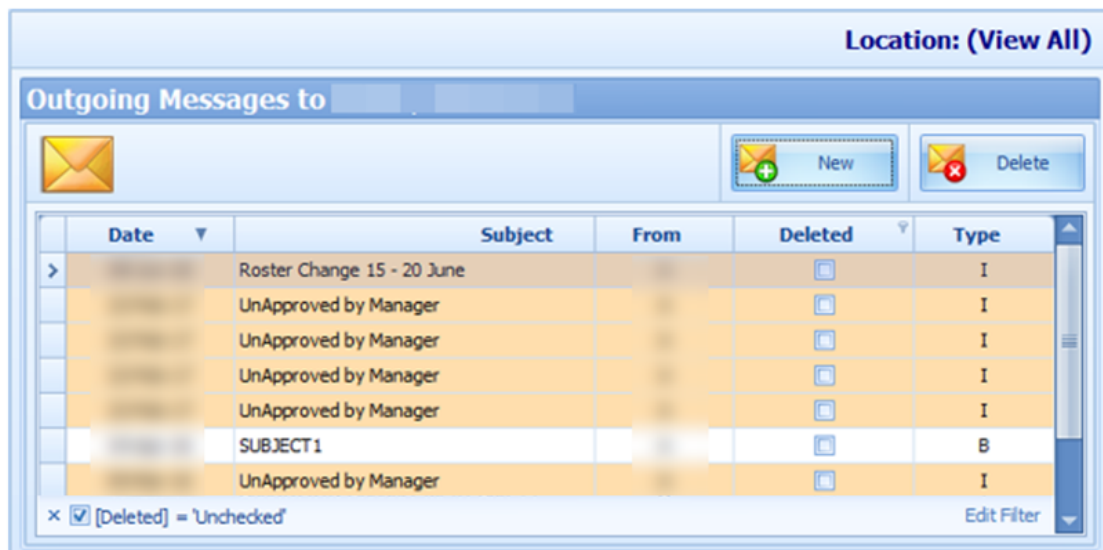 Location: (View All)
Outgoing Messages to
New Delete
Date Subject From Deleted Type
> Roster Change 15 - 20 June I
UnApproved by Manager I
UnApproved by Manager I
UnApproved by Manager I
UnApproved by Manager I
SUBJECT1 B
UnApproved by Manager I
× [Deleted] = 'Unchecked' Edit Filter